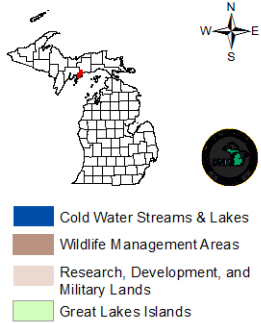 N
W E
S
Cold Water Streams & Lakes
Wildlife Management Areas
Research, Development, and
Military Lands
Great Lakes Islands